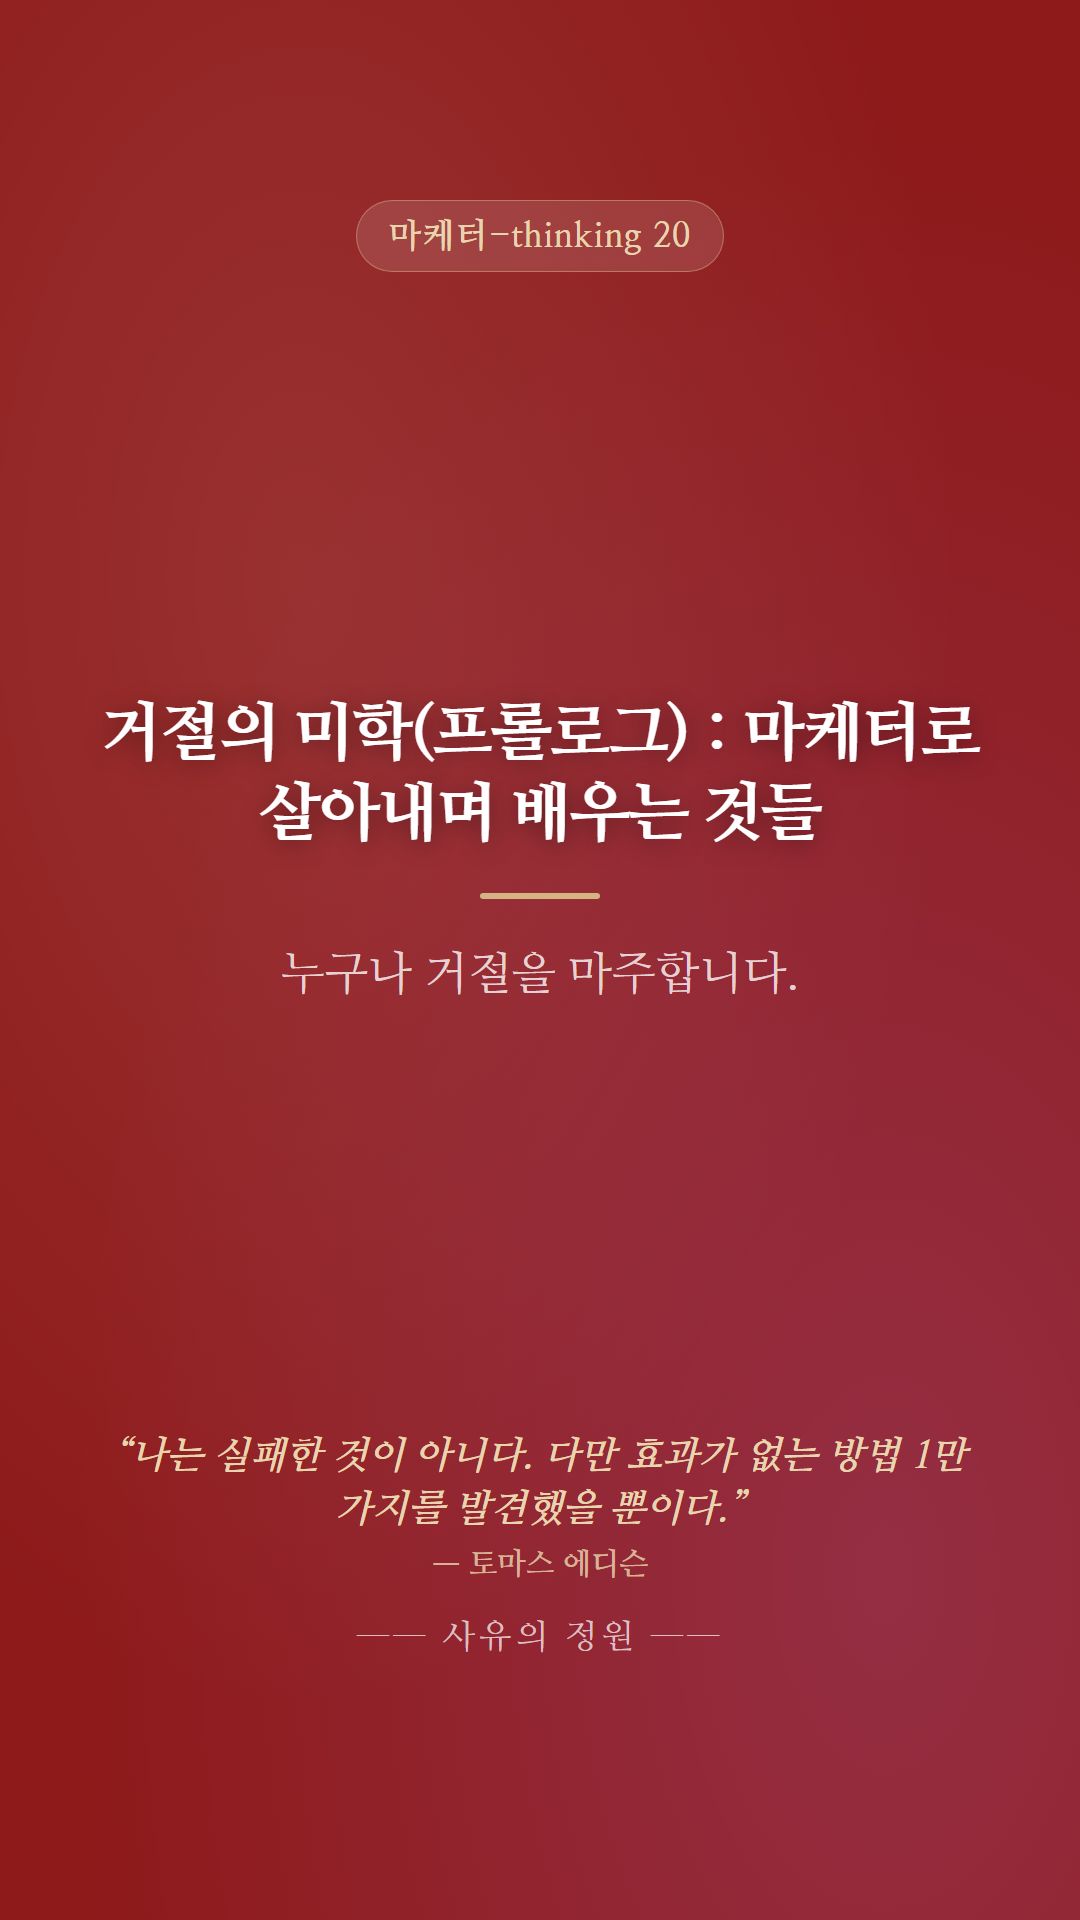 마케터-thinking 20
거절의 미학(프롤로그) : 마케터로
살아내며 배우는 것들
누구나 거절을 마주합니다.
“나는 실패한 것이 아니다. 다만 효과가 없는 방법 1만
가지를 발견했을 뿐이다.”
— 토마스 에디슨
—— 사유의 정원 ——